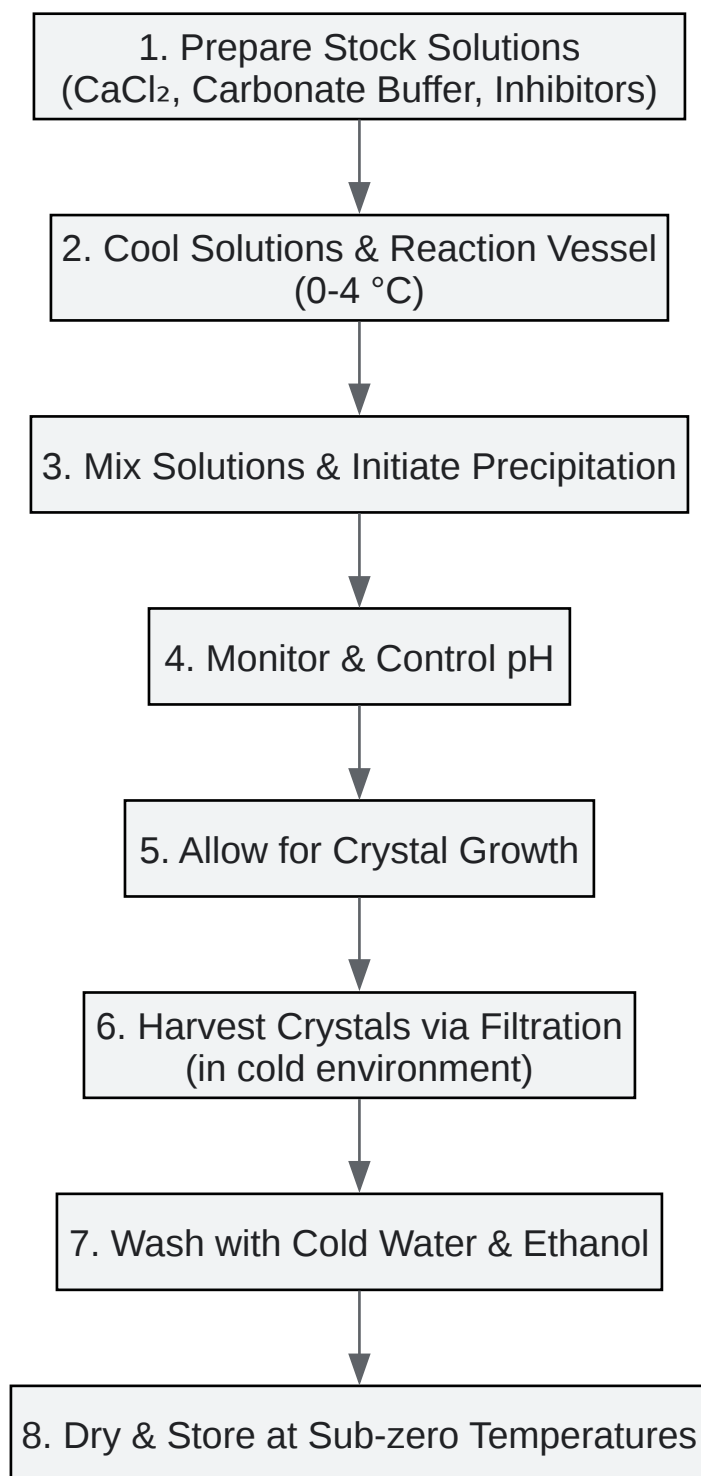 1. Prepare Stock Solutions
(CaCl₂, Carbonate Buffer, Inhibitors)
2. Cool Solutions & Reaction Vessel
(0-4 °C)
3. Mix Solutions & Initiate Precipitation
4. Monitor & Control pH
5. Allow for Crystal Growth
6. Harvest Crystals via Filtration
(in cold environment)
7. Wash with Cold Water & Ethanol
8. Dry & Store at Sub-zero Temperatures